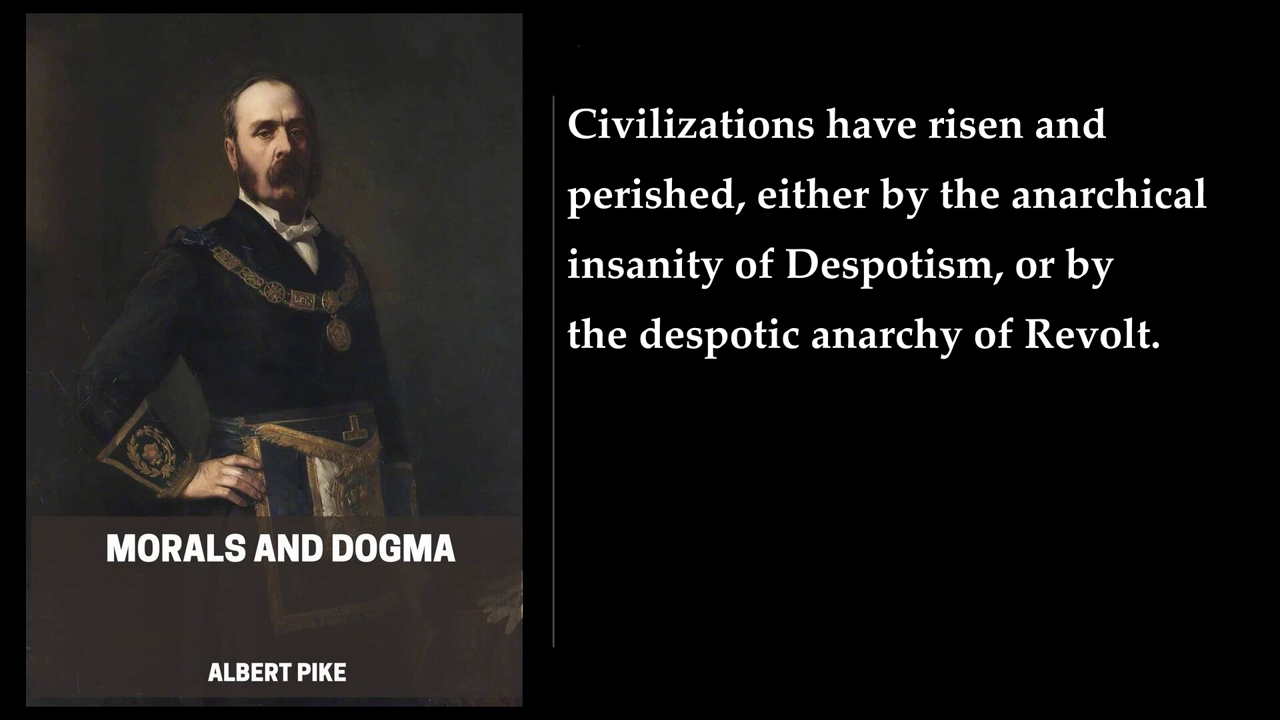 MORALS AND DOGMA
ALBERT PIKE
Civilizations have risen and
perished, either by the anarchical
insanity of Despotism, or by
the despotic anarchy of Revolt.